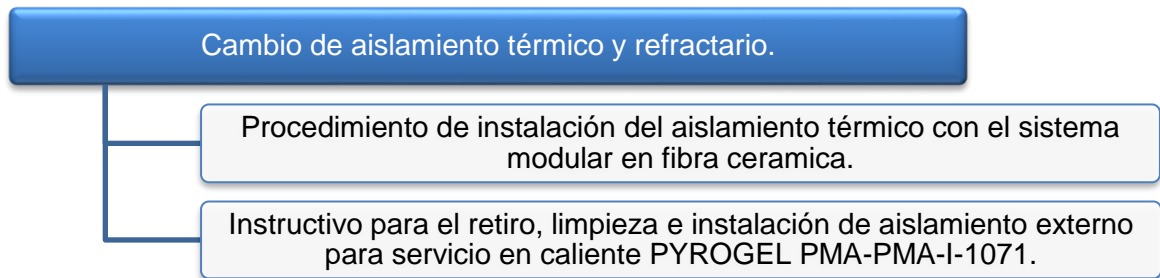 Cambio de aislamiento térmico y refractario.
Procedimiento de instalación del aislamiento térmico con el sistema
modular en fibra ceramica.
Instructivo para el retiro, limpieza e instalación de aislamiento externo
para servicio en caliente PYROGEL PMA-PMA-I-1071.